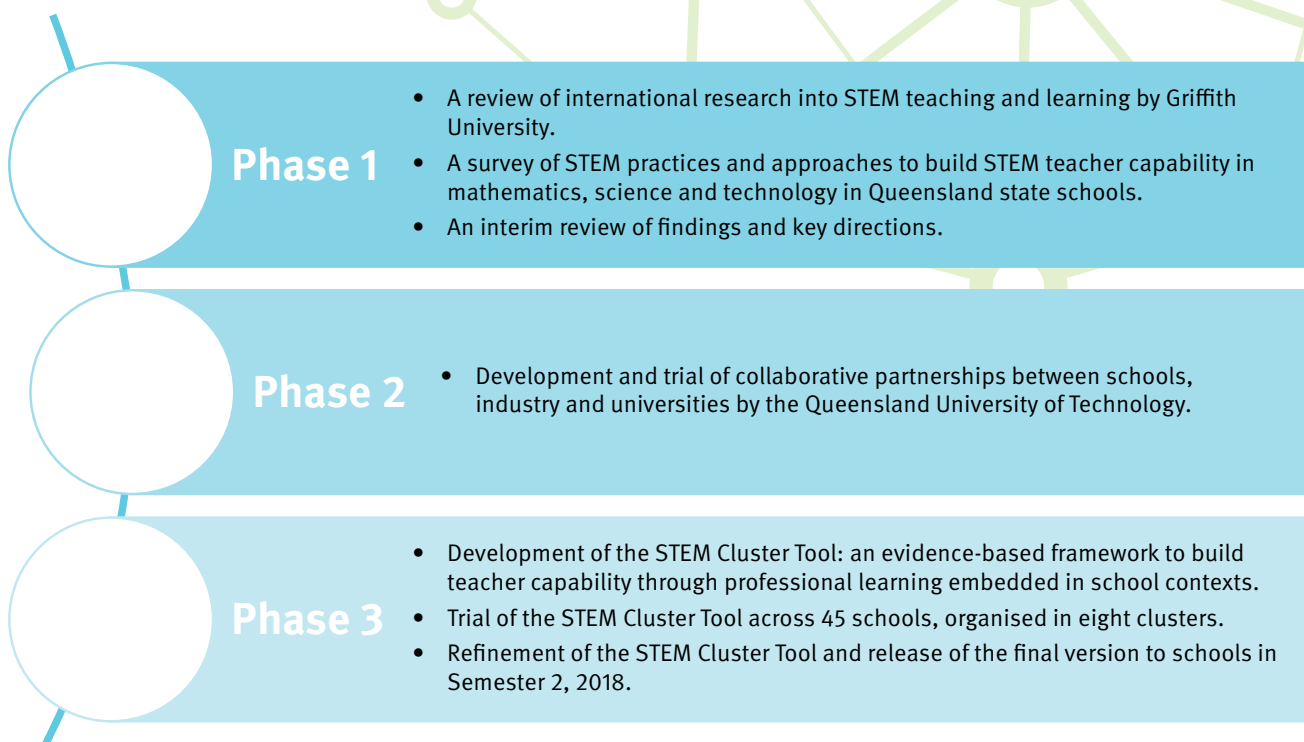 Phase 1
• A review of international research into STEM teaching and learning by Griffith
University.
• A survey of STEM practices and approaches to build STEM teacher capability in
mathematics, science and technology in Queensland state schools.
• An interim review of findings and key directions.
Phase 2
• Development and trial of collaborative partnerships between schools,
industry and universities by the Queensland University of Technology.
Phase 3
• Development of the STEM Cluster Tool: an evidence-based framework to build
teacher capability through professional learning embedded in school contexts.
• Trial of the STEM Cluster Tool across 45 schools, organised in eight clusters.
• Refinement of the STEM Cluster Tool and release of the final version to schools in
Semester 2, 2018.